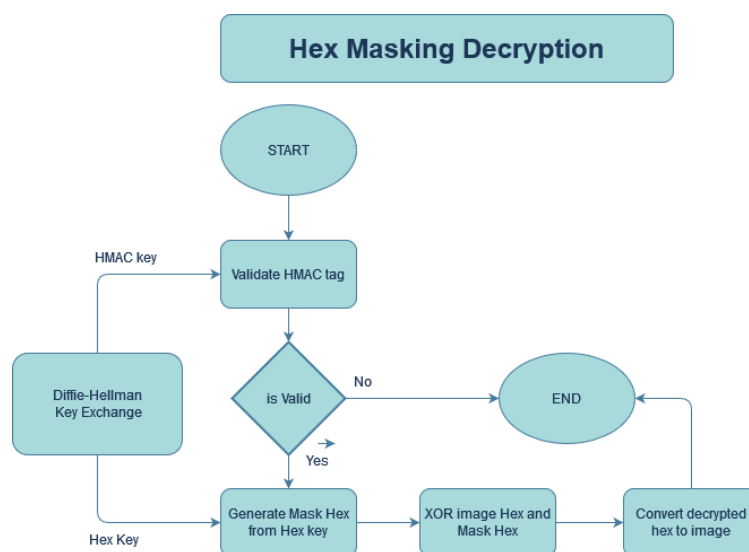 Hex Masking Decryption
START
HMAC key
Validate HMAC tag
Diffie-Hellman
Key Exchange
is Valid
No
END
Yes
Hex Key
Generate Mask Hex
from Hex key
XOR image Hex and
Mask Hex
Convert decrypted
hex to image